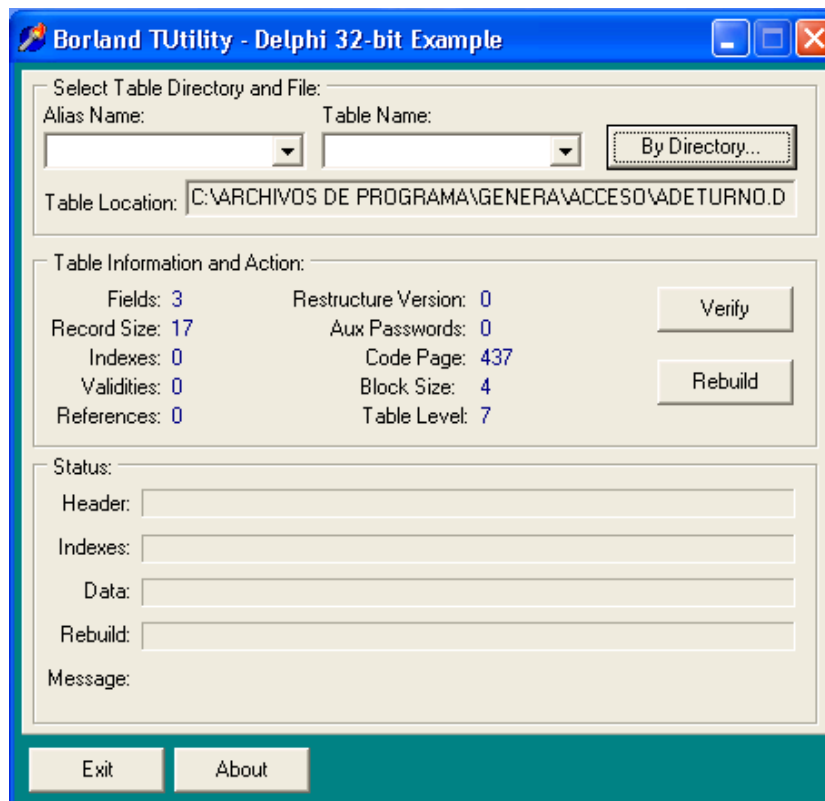 Borland TUtility - Delphi 32-bit Example
Select Table Directory and File:
Alias Name: Table Name:
By Directory...
Table Location: C:\ARCHIVOS DE PROGRAMA\GENERA\ACCESO\ADETURNO.D
Table Information and Action:
Fields: 3 Restructure Version: 0
Verify
Record Size: 17 Aux Passwords: 0
Indexes: 0 Code Page: 437
Validities: 0 Block Size: 4
Rebuild
References: 0 Table Level: 7
Status:
Header:
Indexes:
Data:
Rebuild:
Message:
Exit About